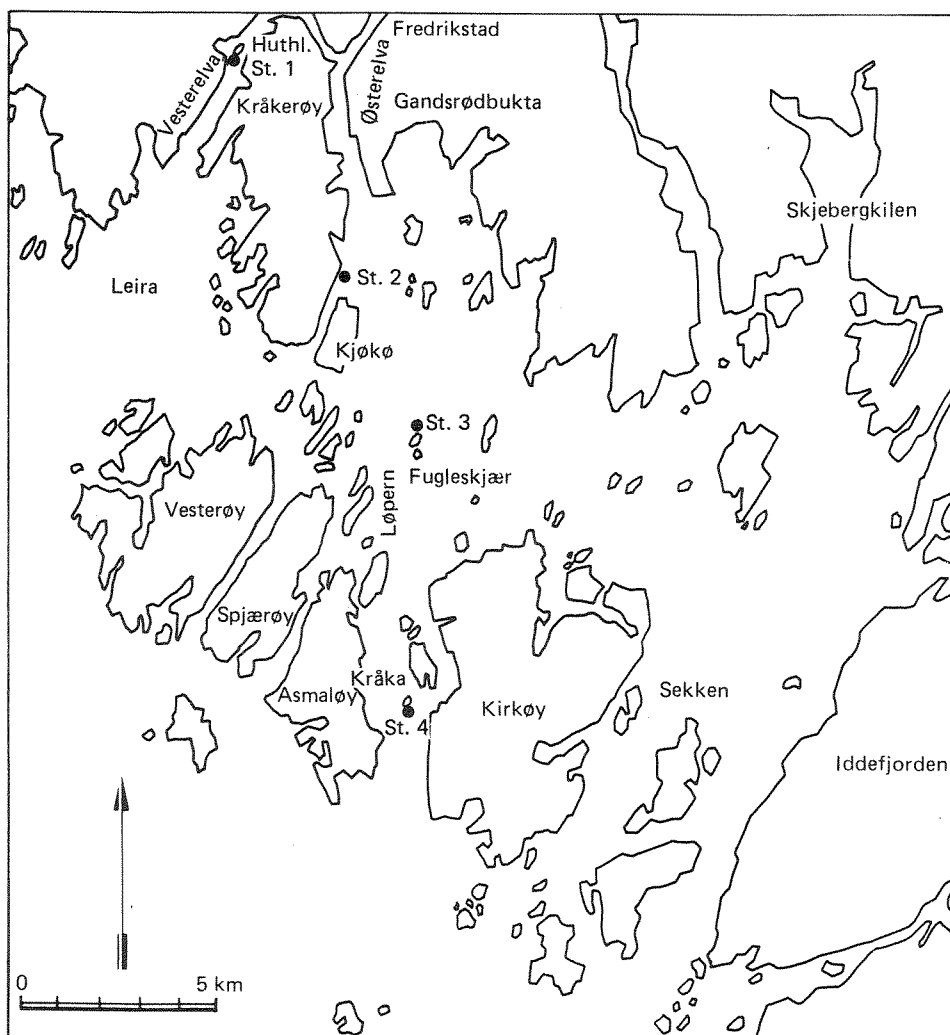 Fredrikstad
Huthl.
St. 1
Vesterelva
Østerelva
Kråkerøy
Gandsrødbukta
Skjebergkilen
Leira
St. 2
Kjøkø
St. 3
Fugleskjær
Løpern
Vesterøy
Spjærøy
Asmaløy
Kråka
St. 4
Kirkøy
Sekken
Iddefjorden
0 5 km